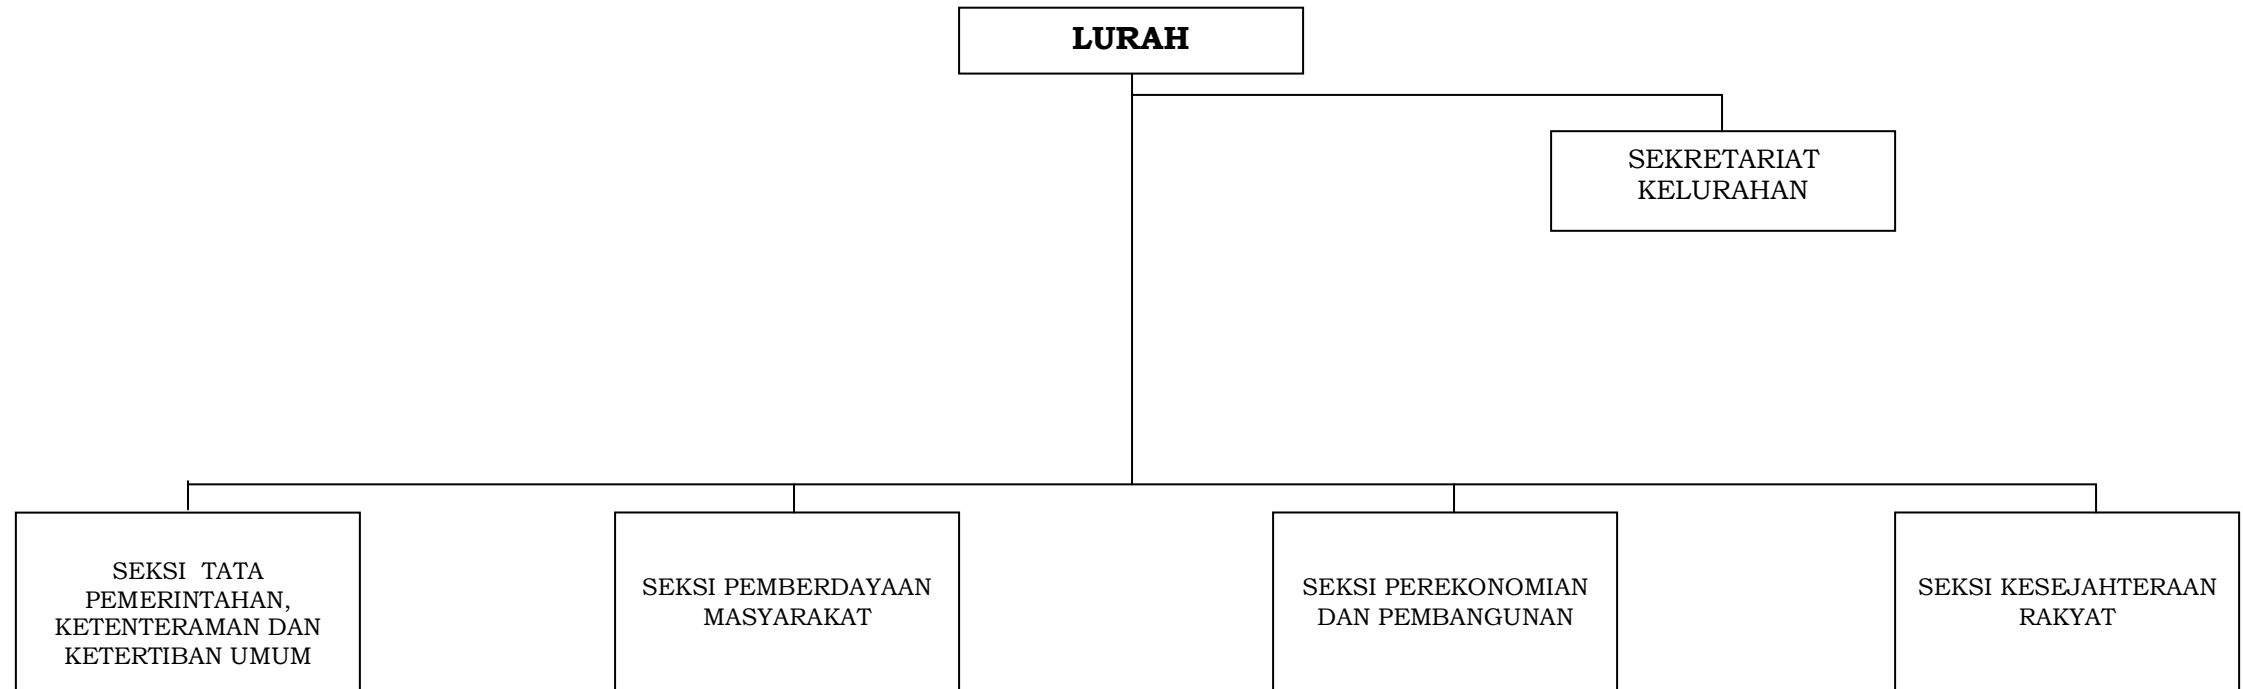 LURAH
SEKRETARIAT
KELURAHAN
SEKSI TATA
PEMERINTAHAN,
KETENTERAMAN DAN
KETERTIBAN UMUM
SEKSI PEMBERDAYAAN
MASYARAKAT
SEKSI PEREKONOMIAN
DAN PEMBANGUNAN
SEKSI KESEJAHTERAAN
RAKYAT